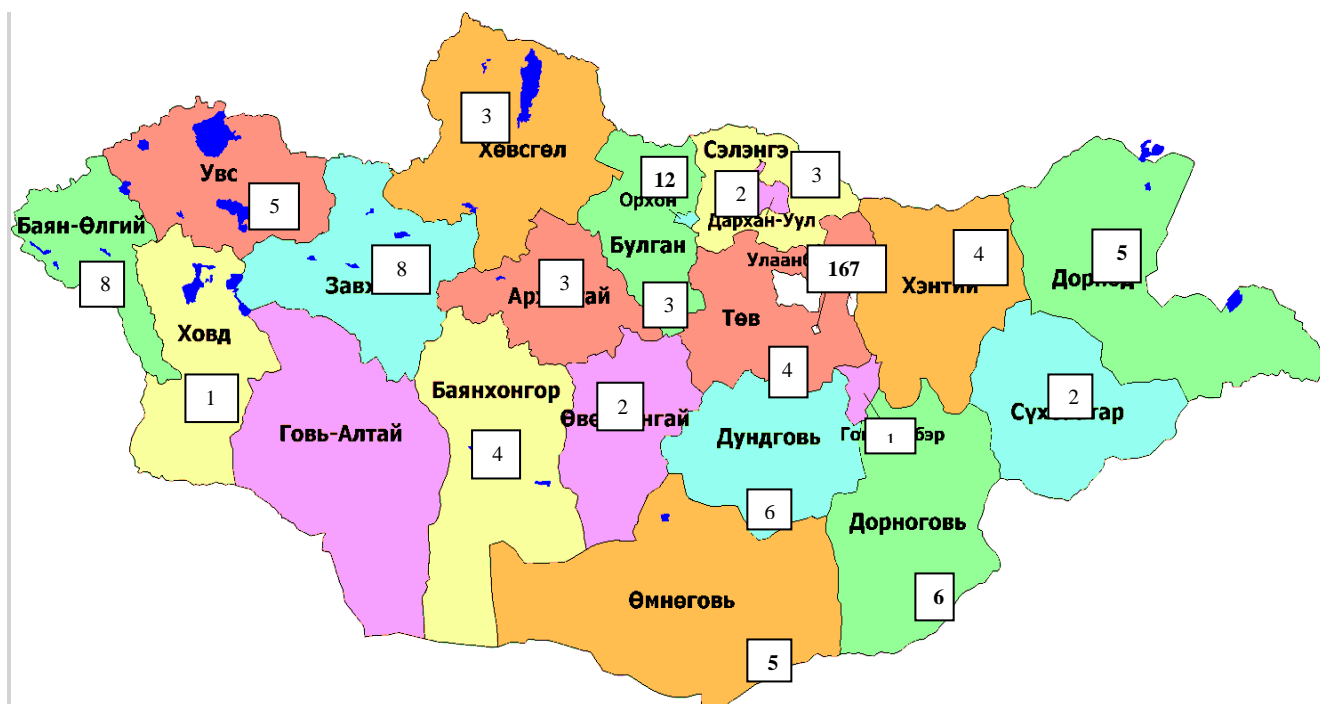 3
Хөвсгөл
Сэлэнгэ
3
12
Орхон
2
Дархан-Уул
Увс
5
Баян-Өлгий
8
8
3
Булган
3
167
4
Хэнтий
5
Ховд
1
Төв
4
Баянхонгор
4
2
Говь-Алтай
Дундговь
6
1
2
Дорноговь
6
Өмнөговь
5